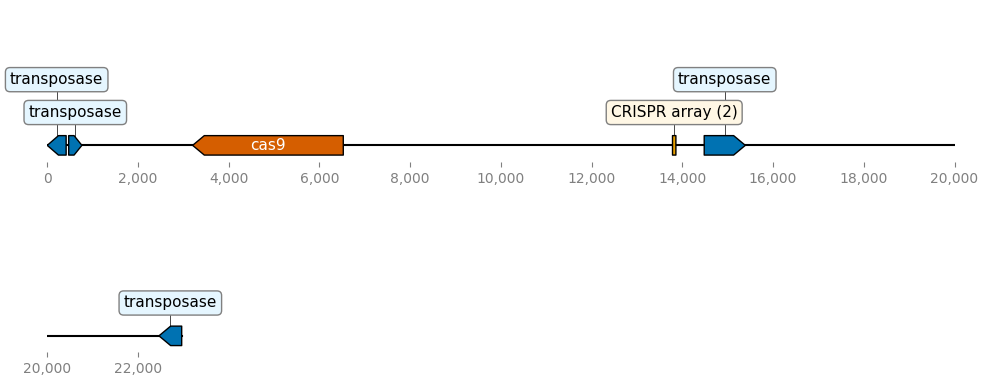 transposase
transposase
transposase
CRISPR array (2)
cas9
0 2,000 4,000 6,000 8,000 10,000 12,000 14,000 16,000 18,000 20,000
transposase
20,000 22,000